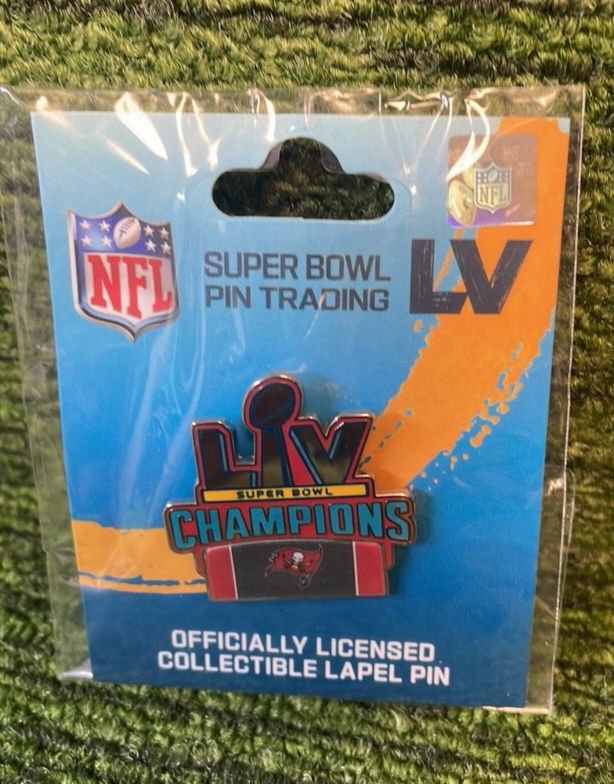 NFL
NFL
SUPER BOWL
PIN TRADING
LV
LV
SUPER BOWL
CHAMPIONS
OFFICIALLY LICENSED
COLLECTIBLE LAPEL PIN